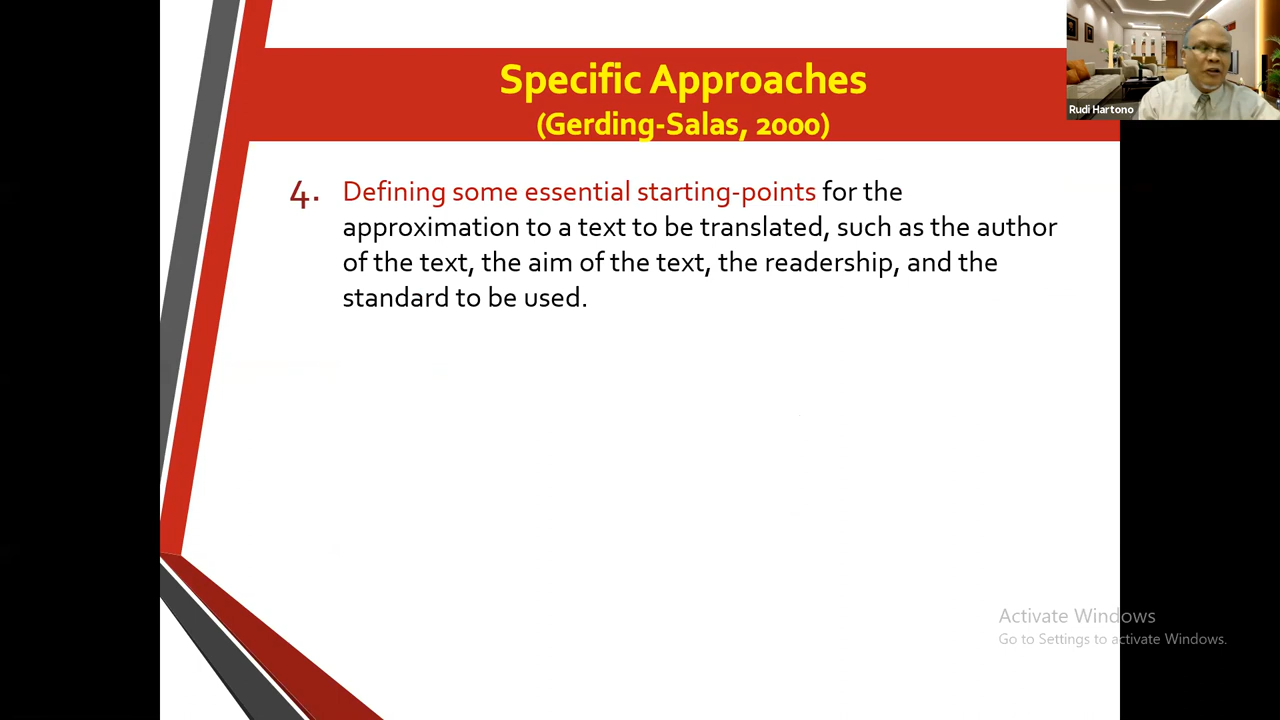 Specific Approaches
(Gerding-Salas, 2000)
Rudi Hartono
4. Defining some essential starting-points for the
approximation to a text to be translated, such as the author
of the text, the aim of the text, the readership, and the
standard to be used.
Activate Windows
Go to Settings to activate Windows.